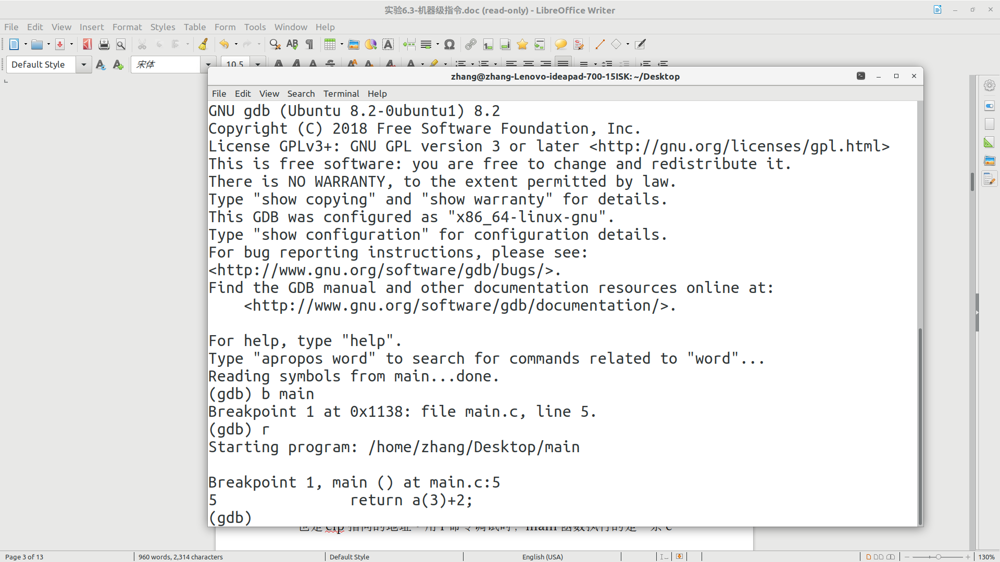 实验6.3-机器级指令.doc (read-only) - LibreOffice Writer
File Edit View Insert Format Styles Table Form Tools Window Help
Default Style 宋体 10.5
zhang@zhang-Lenovo-ideapad-700-15ISK: ~/Desktop
File Edit View Search Terminal Help
GNU gdb (Ubuntu 8.2-0ubuntu1) 8.2
Copyright (C) 2018 Free Software Foundation, Inc.
License GPLv3+: GNU GPL version 3 or later <http://gnu.org/licenses/gpl.html>
This is free software: you are free to change and redistribute it.
There is NO WARRANTY, to the extent permitted by law.
Type "show copying" and "show warranty" for details.
This GDB was configured as "x86_64-linux-gnu".
Type "show configuration" for configuration details.
For bug reporting instructions, please see:
<http://www.gnu.org/software/gdb/bugs/>.
Find the GDB manual and other documentation resources online at:
    <http://www.gnu.org/software/gdb/documentation/>.
For help, type "help".
Type "apropos word" to search for commands related to "word"...
Reading symbols from main...done.
(gdb) b main
Breakpoint 1 at 0x1138: file main.c, line 5.
(gdb) r
Starting program: /home/zhang/Desktop/main
Breakpoint 1, main () at main.c:5
5               return a(3)+2;
(gdb)
Page 3 of 13 960 words, 2,314 characters Default Style English (USA) 130%